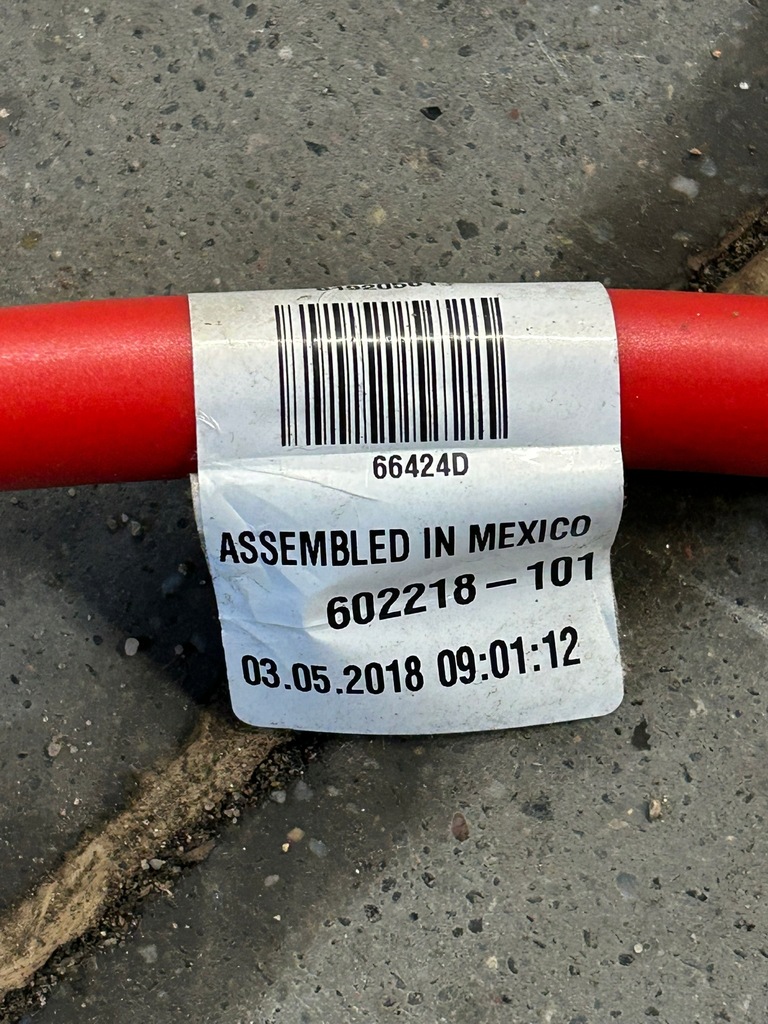 66424D
ASSEMBLED IN MEXICO
602218-101
03.05.2018 09:01:12